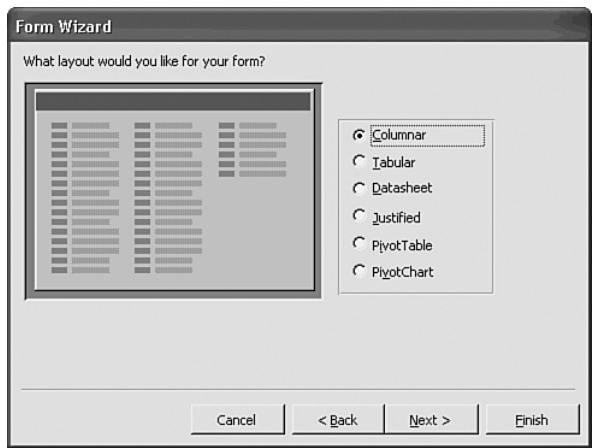 Form Wizard
What layout would you like for your form?
Columnar
Tabular
Datasheet
Justified
PivotTable
PivotChart
Cancel
< Back
Next >
Finish